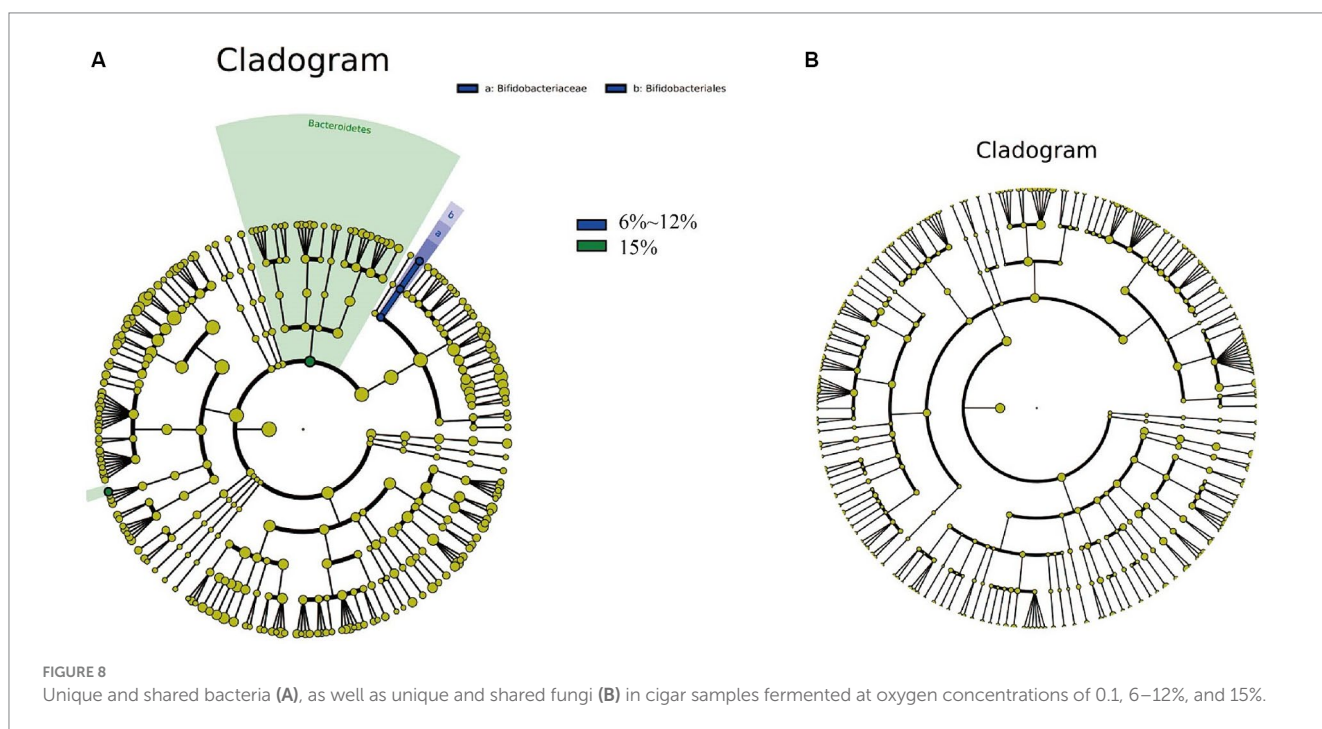 A
Cladogram
a: Bifidobacteriaceae
b: Bifidobacteriales
Bacteroidetes
b
a
6%~12%
15%
B
Cladogram
FIGURE 8
Unique and shared bacteria (A), as well as unique and shared fungi (B) in cigar samples fermented at oxygen concentrations of 0.1, 6–12%, and 15%.